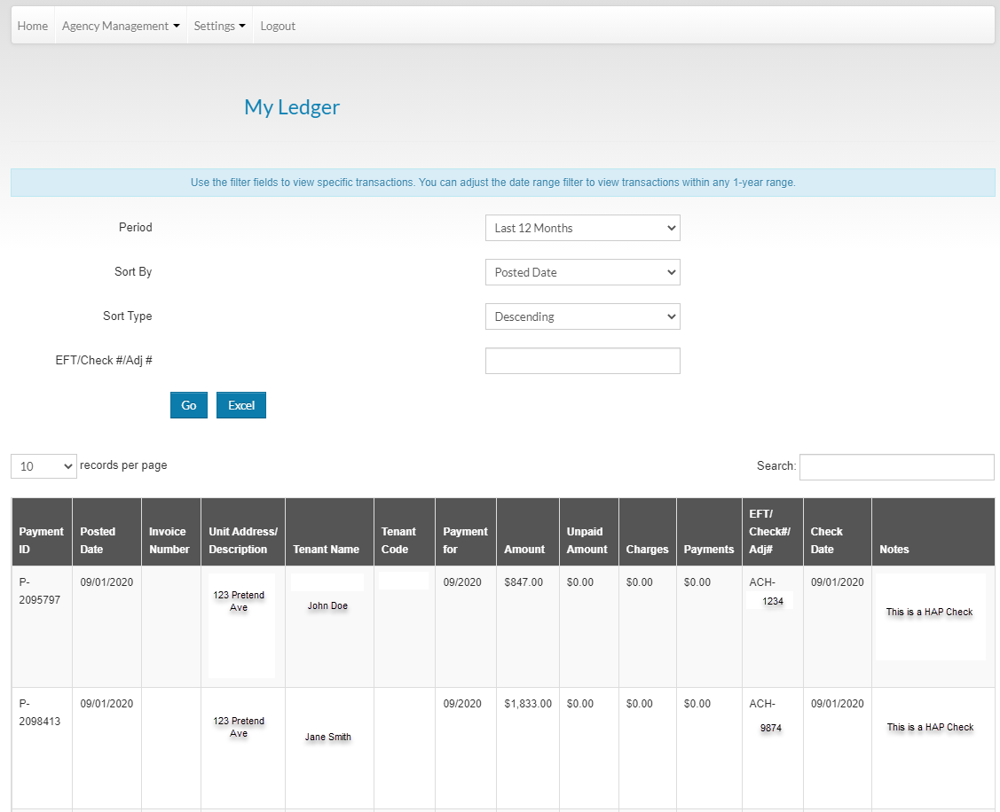 Home Agency Management Settings Logout
My Ledger
Use the filter fields to view specific transactions. You can adjust the date range filter to view transactions within any 1-year range.
Period Last 12 Months
Sort By Posted Date
Sort Type Descending
EFT/Check #/Adj #
Go Excel
10 records per page Search:
Payment ID Posted Date Invoice Number Unit Address/ Description Tenant Name Tenant Code Payment for Amount Unpaid Amount Charges Payments EFT/ Check#/ Adj# Check Date Notes
P-2095797 09/01/2020 123 Pretend Ave John Doe 09/2020 $847.00 $0.00 $0.00 $0.00 ACH-1234 09/01/2020 This is a HAP Check
P-2098413 09/01/2020 123 Pretend Ave Jane Smith 09/2020 $1,833.00 $0.00 $0.00 $0.00 ACH-9874 09/01/2020 This is a HAP Check